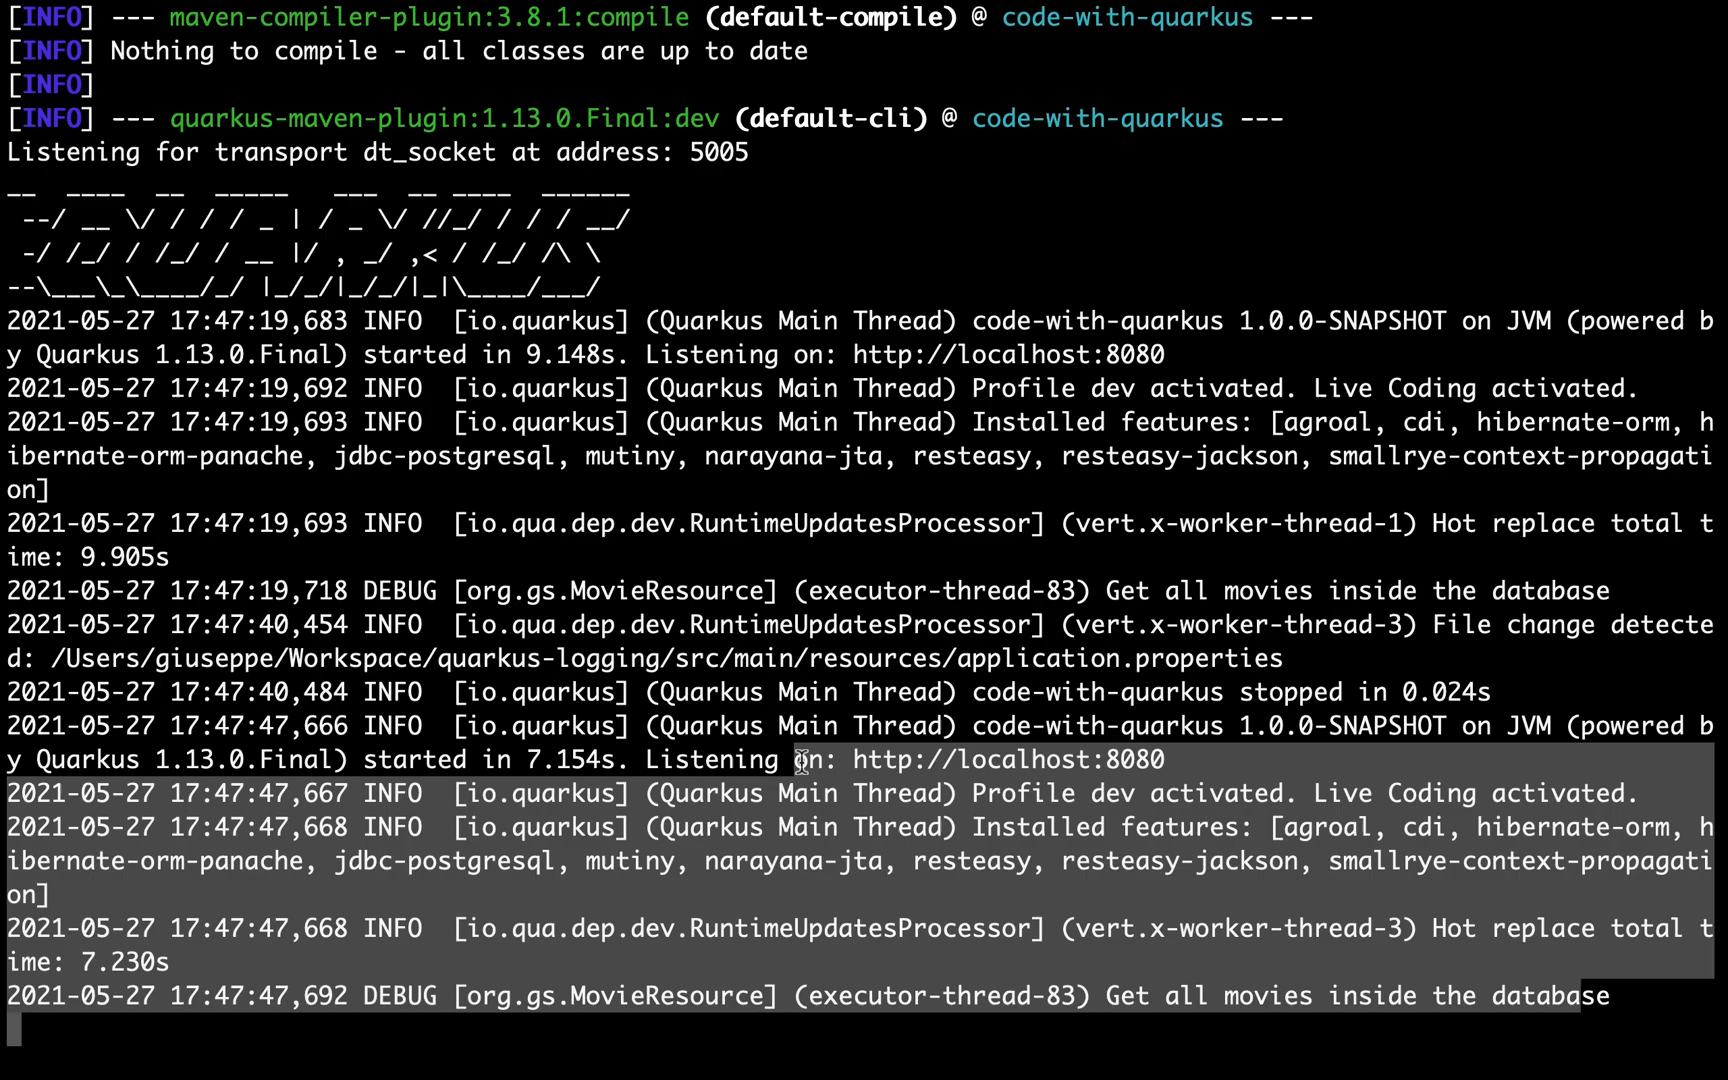 [INFO] --- maven-compiler-plugin:3.8.1:compile (default-compile) @ code-with-quarkus ---
[INFO] Nothing to compile - all classes are up to date
[INFO]
[INFO] --- quarkus-maven-plugin:1.13.0.Final:dev (default-cli) @ code-with-quarkus ---
Listening for transport dt_socket at address: 5005
__  ____  __  _____   ___  __ ____  ______
 --/ __ \/ / / / _ | / _ \/ //_/ / / / __/
 -/ /_/ / /_/ / __ |/ , _/ ,< / /_/ /\ \
--\___\_\____/_/ |_/_/|_/_/|_|\____/___/
2021-05-27 17:47:19,683 INFO  [io.quarkus] (Quarkus Main Thread) code-with-quarkus 1.0.0-SNAPSHOT on JVM (powered b
y Quarkus 1.13.0.Final) started in 9.148s. Listening on: http://localhost:8080
2021-05-27 17:47:19,692 INFO  [io.quarkus] (Quarkus Main Thread) Profile dev activated. Live Coding activated.
2021-05-27 17:47:19,693 INFO  [io.quarkus] (Quarkus Main Thread) Installed features: [agroal, cdi, hibernate-orm, h
ibernate-orm-panache, jdbc-postgresql, mutiny, narayana-jta, resteasy, resteasy-jackson, smallrye-context-propagati
on]
2021-05-27 17:47:19,693 INFO  [io.qua.dep.dev.RuntimeUpdatesProcessor] (vert.x-worker-thread-1) Hot replace total t
ime: 9.905s
2021-05-27 17:47:19,718 DEBUG [org.gs.MovieResource] (executor-thread-83) Get all movies inside the database
2021-05-27 17:47:40,454 INFO  [io.qua.dep.dev.RuntimeUpdatesProcessor] (vert.x-worker-thread-3) File change detecte
d: /Users/giuseppe/Workspace/quarkus-logging/src/main/resources/application.properties
2021-05-27 17:47:40,484 INFO  [io.quarkus] (Quarkus Main Thread) code-with-quarkus stopped in 0.024s
2021-05-27 17:47:47,666 INFO  [io.quarkus] (Quarkus Main Thread) code-with-quarkus 1.0.0-SNAPSHOT on JVM (powered b
y Quarkus 1.13.0.Final) started in 7.154s. Listening on: http://localhost:8080
2021-05-27 17:47:47,667 INFO  [io.quarkus] (Quarkus Main Thread) Profile dev activated. Live Coding activated.
2021-05-27 17:47:47,668 INFO  [io.quarkus] (Quarkus Main Thread) Installed features: [agroal, cdi, hibernate-orm, h
ibernate-orm-panache, jdbc-postgresql, mutiny, narayana-jta, resteasy, resteasy-jackson, smallrye-context-propagati
on]
2021-05-27 17:47:47,668 INFO  [io.qua.dep.dev.RuntimeUpdatesProcessor] (vert.x-worker-thread-3) Hot replace total t
ime: 7.230s
2021-05-27 17:47:47,692 DEBUG [org.gs.MovieResource] (executor-thread-83) Get all movies inside the database